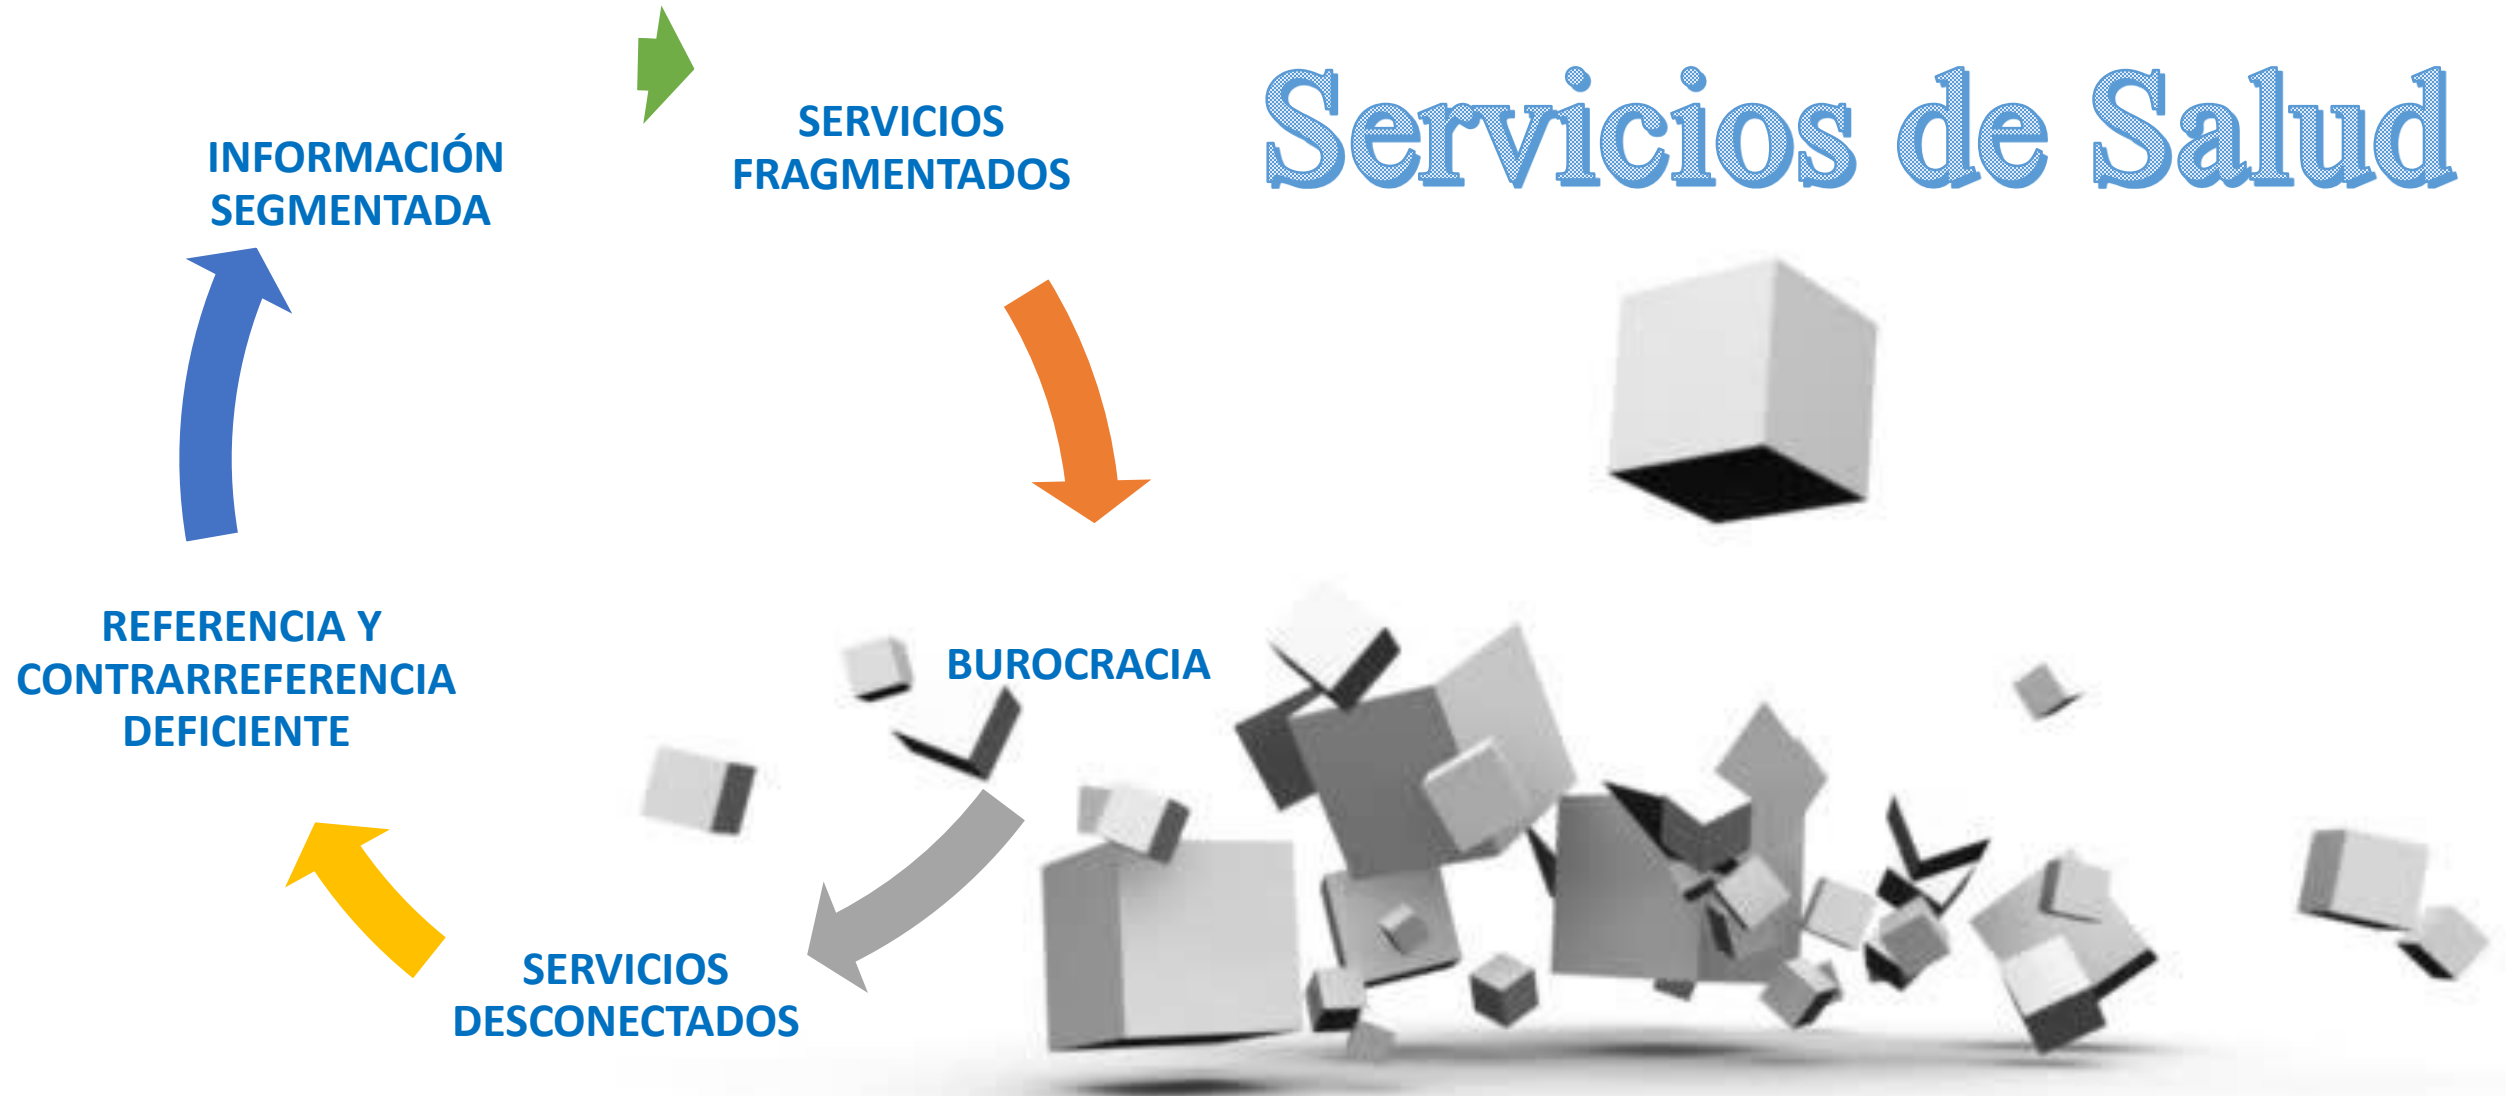 Servicios de Salud
SERVICIOS
FRAGMENTADOS
BUROCRACIA
SERVICIOS
DESCONECTADOS
REFERENCIA Y
CONTRARREFERENCIA
DEFICIENTE
INFORMACIÓN
SEGMENTADA